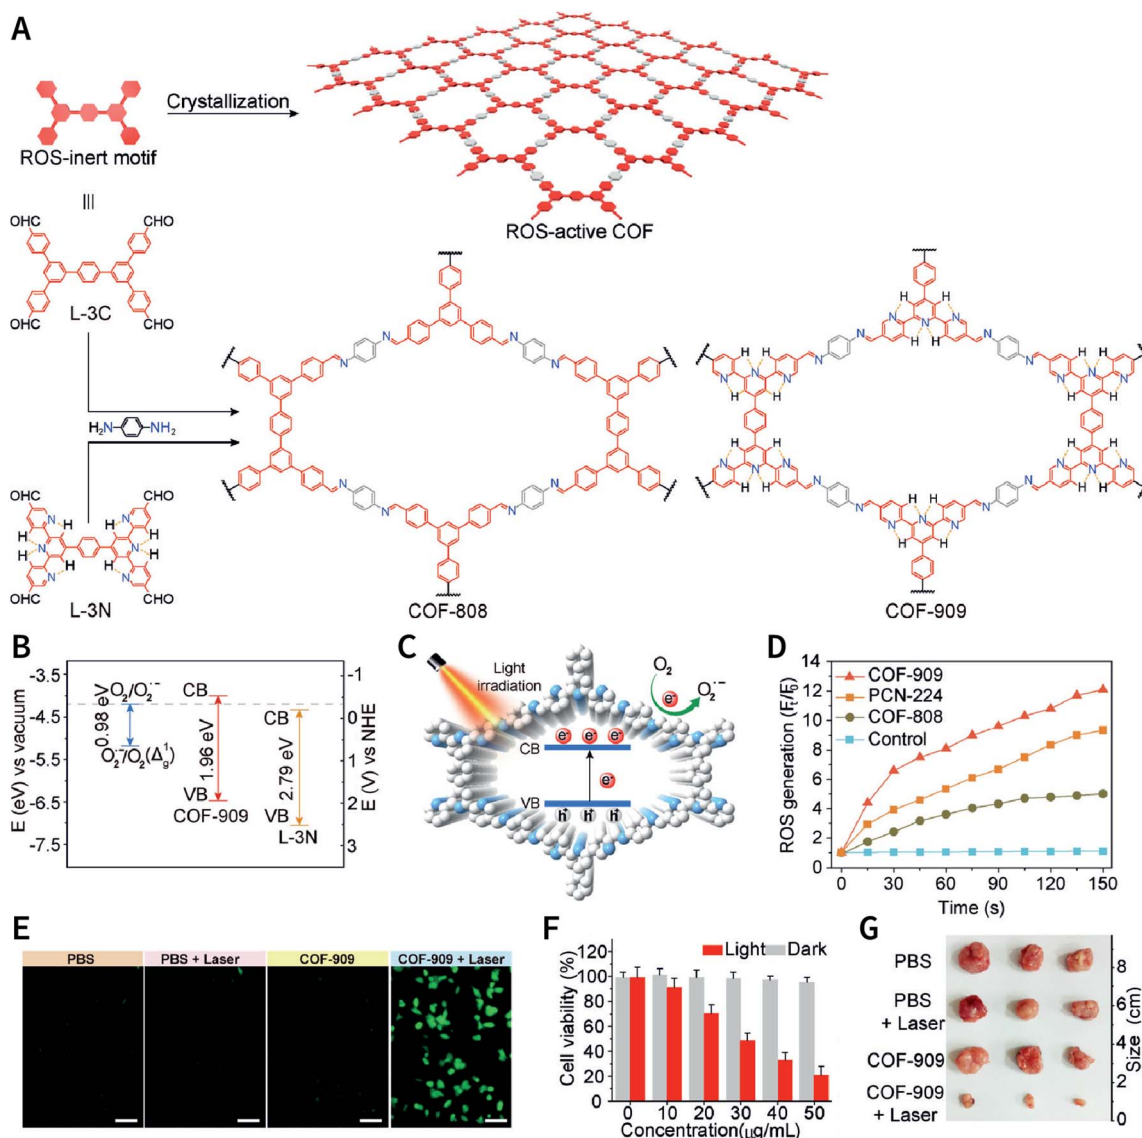 A
Crystallization
ROS-inert motif
ROS-active COF
OHC
CHO
L-3C
OHC
CHO
H₂N
NH₂
OHC
CHO
N
H
H
N
H
N
N
H
H
H
N
N
OHC
CHO
L-3N
COF-808
COF-909
B
E (eV) vs vacuum
-3.2
-4.5
-5.5
-6.5
-7.5
O₂/O₂·⁻
0.98 eV
O₂·⁻/O₂(Δ¹g)
CB
1.96 eV
VB
COF-909
CB
2.79 eV
VB
L-3N
-1
0
1
2
3
E (V) vs NHE
C
Light
irradiation
O₂
e⁻
O₂·⁻
CB
e⁻ e⁻ e⁻
e⁻
VB
h⁺ h⁺ h⁺
D
ROS generation (Fₜ/F₀)
14
12
10
8
6
4
2
0
COF-909
PCN-224
COF-808
Control
0 30 60 90 120 150
Time (s)
E
PBS
PBS + Laser
COF-909
COF-909 + Laser
F
Cell viability (%)
120
100
80
60
40
20
0
Light
Dark
0 10 20 30 40 50
Concentration(μg/mL)
G
PBS
PBS
+ Laser
COF-909
COF-909
+ Laser
8
6
4
2
0
Size (cm)